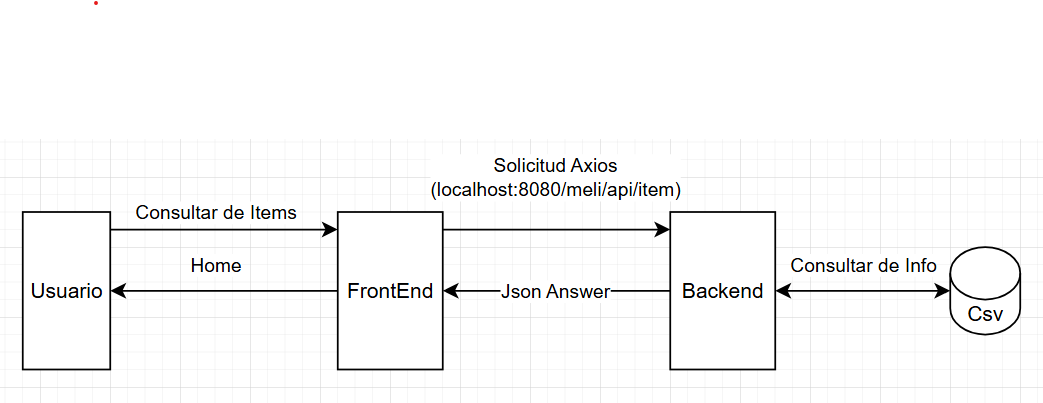 Solicitud Axios
(localhost:8080/meli/api/item)
Consultar de Items
Home
Consultar de Info
Usuario
FrontEnd
Json Answer
Backend
Csv